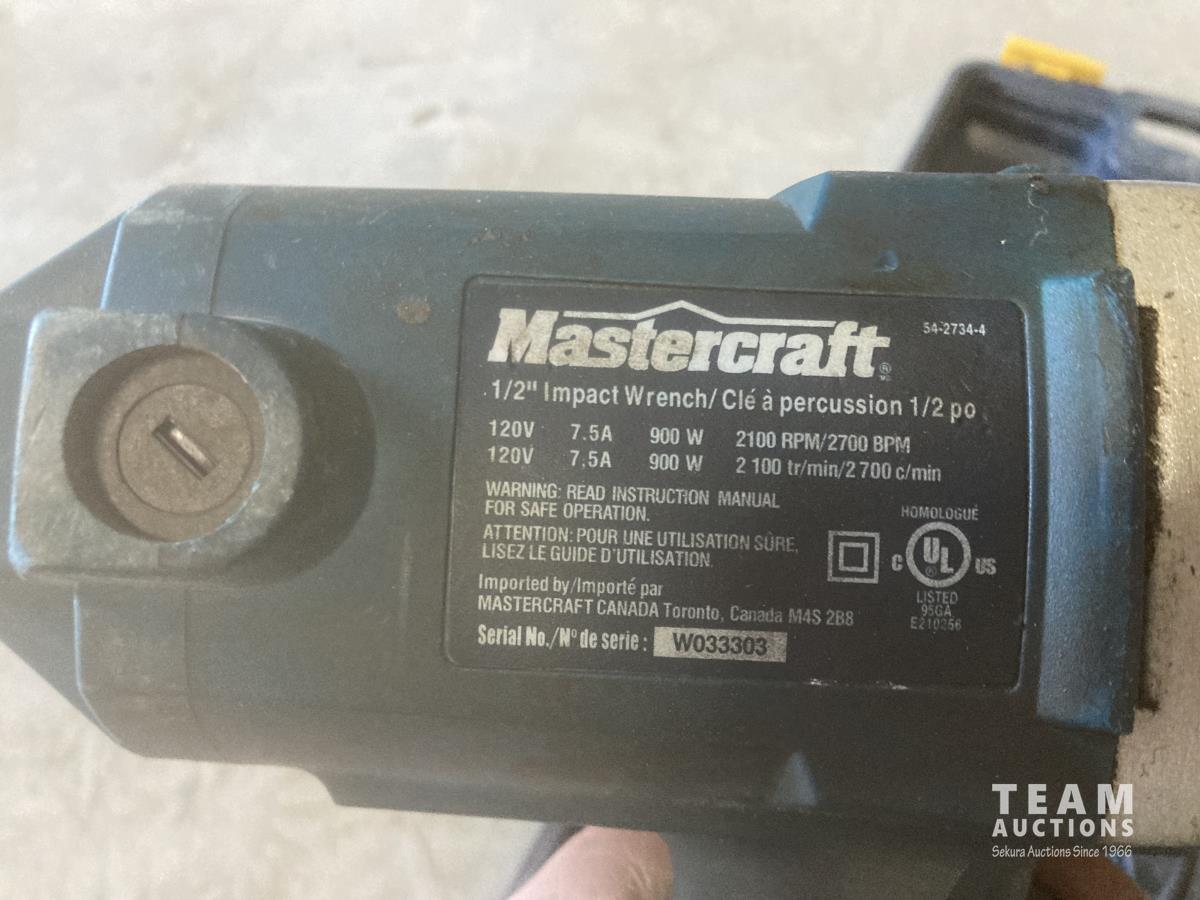 Mastercraft®
MC
54-2734-4
1/2" Impact Wrench/Clé à percussion 1/2 po
120V 7.5A 900 W 2100 RPM/2700 BPM
120V 7,5A 900 W 2 100 tr/min/2 700 c/min
WARNING: READ INSTRUCTION MANUAL
FOR SAFE OPERATION.
ATTENTION: POUR UNE UTILISATION SÛRE,
LISEZ LE GUIDE D'UTILISATION.
HOMOLOGUÉ
C UL® US
LISTED
95GA
E210256
Imported by/Importé par
MASTERCRAFT CANADA Toronto, Canada M4S 2B8
Serial No./Nº de serie : W033303
TEAM
AUCTIONS
Sekura Auctions Since 1966